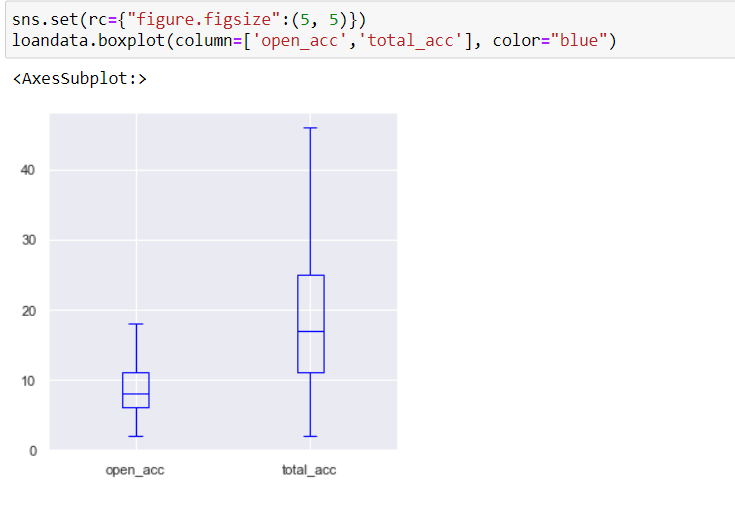 sns.set(rc={"figure.figsize":(5, 5)})
loandata.boxplot(column=['open_acc','total_acc'], color="blue")
<AxesSubplot:>
40
30
20
10
0
open_acc total_acc